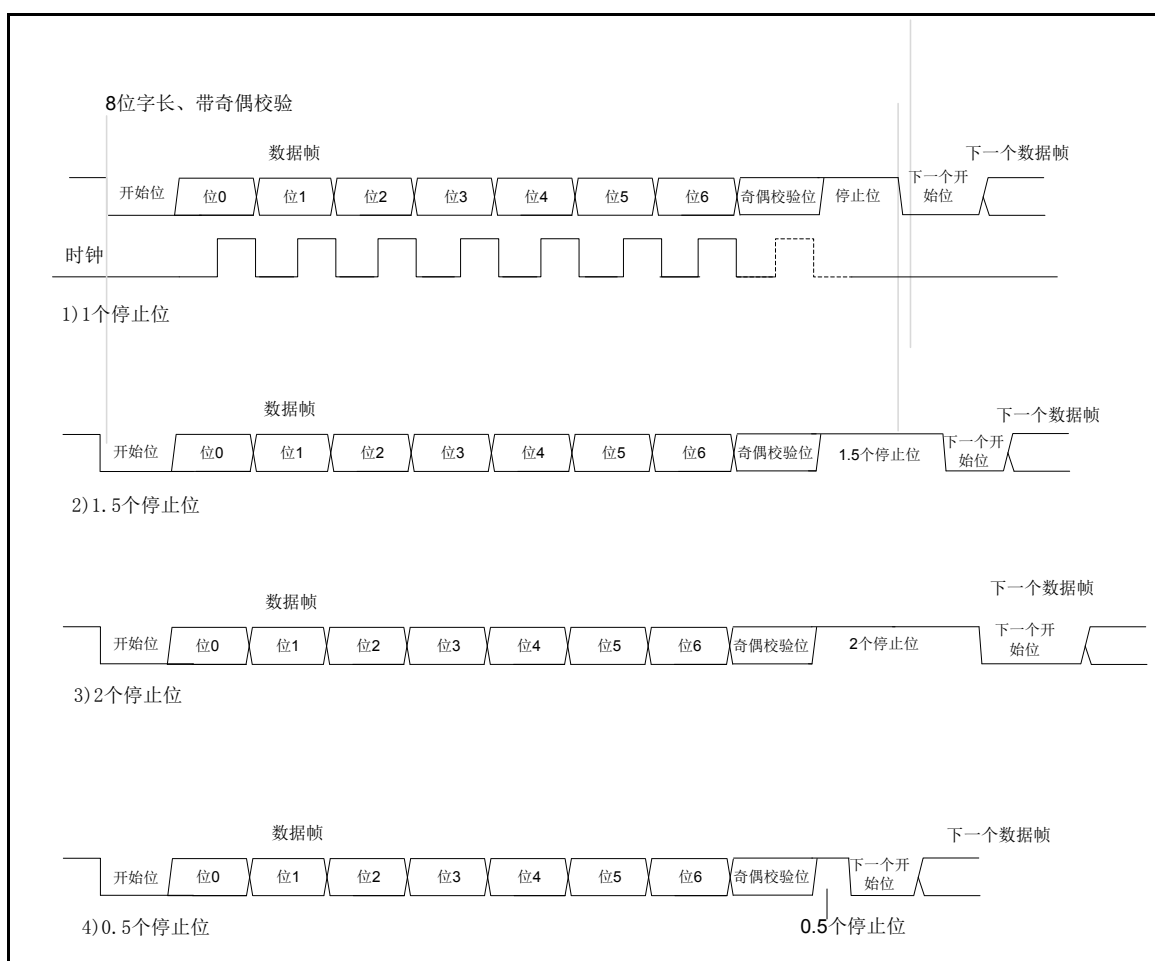 8位字长、带奇偶校验
数据帧
下一个数据帧
开始位 位0 位1 位2 位3 位4 位5 位6 奇偶校验位 停止位 下一个开
始位
时钟
1)1个停止位
数据帧
下一个数据帧
开始位 位0 位1 位2 位3 位4 位5 位6 奇偶校验位 1.5个停止位 下一个开
始位
2)1.5个停止位
下一个数据帧
数据帧
开始位 位0 位1 位2 位3 位4 位5 位6 奇偶校验位 2个停止位 下一个开
始位
3)2个停止位
数据帧
下一个数据帧
开始位 位0 位1 位2 位3 位4 位5 位6 奇偶校验位 下一个开
始位
4)0.5个停止位
0.5个停止位